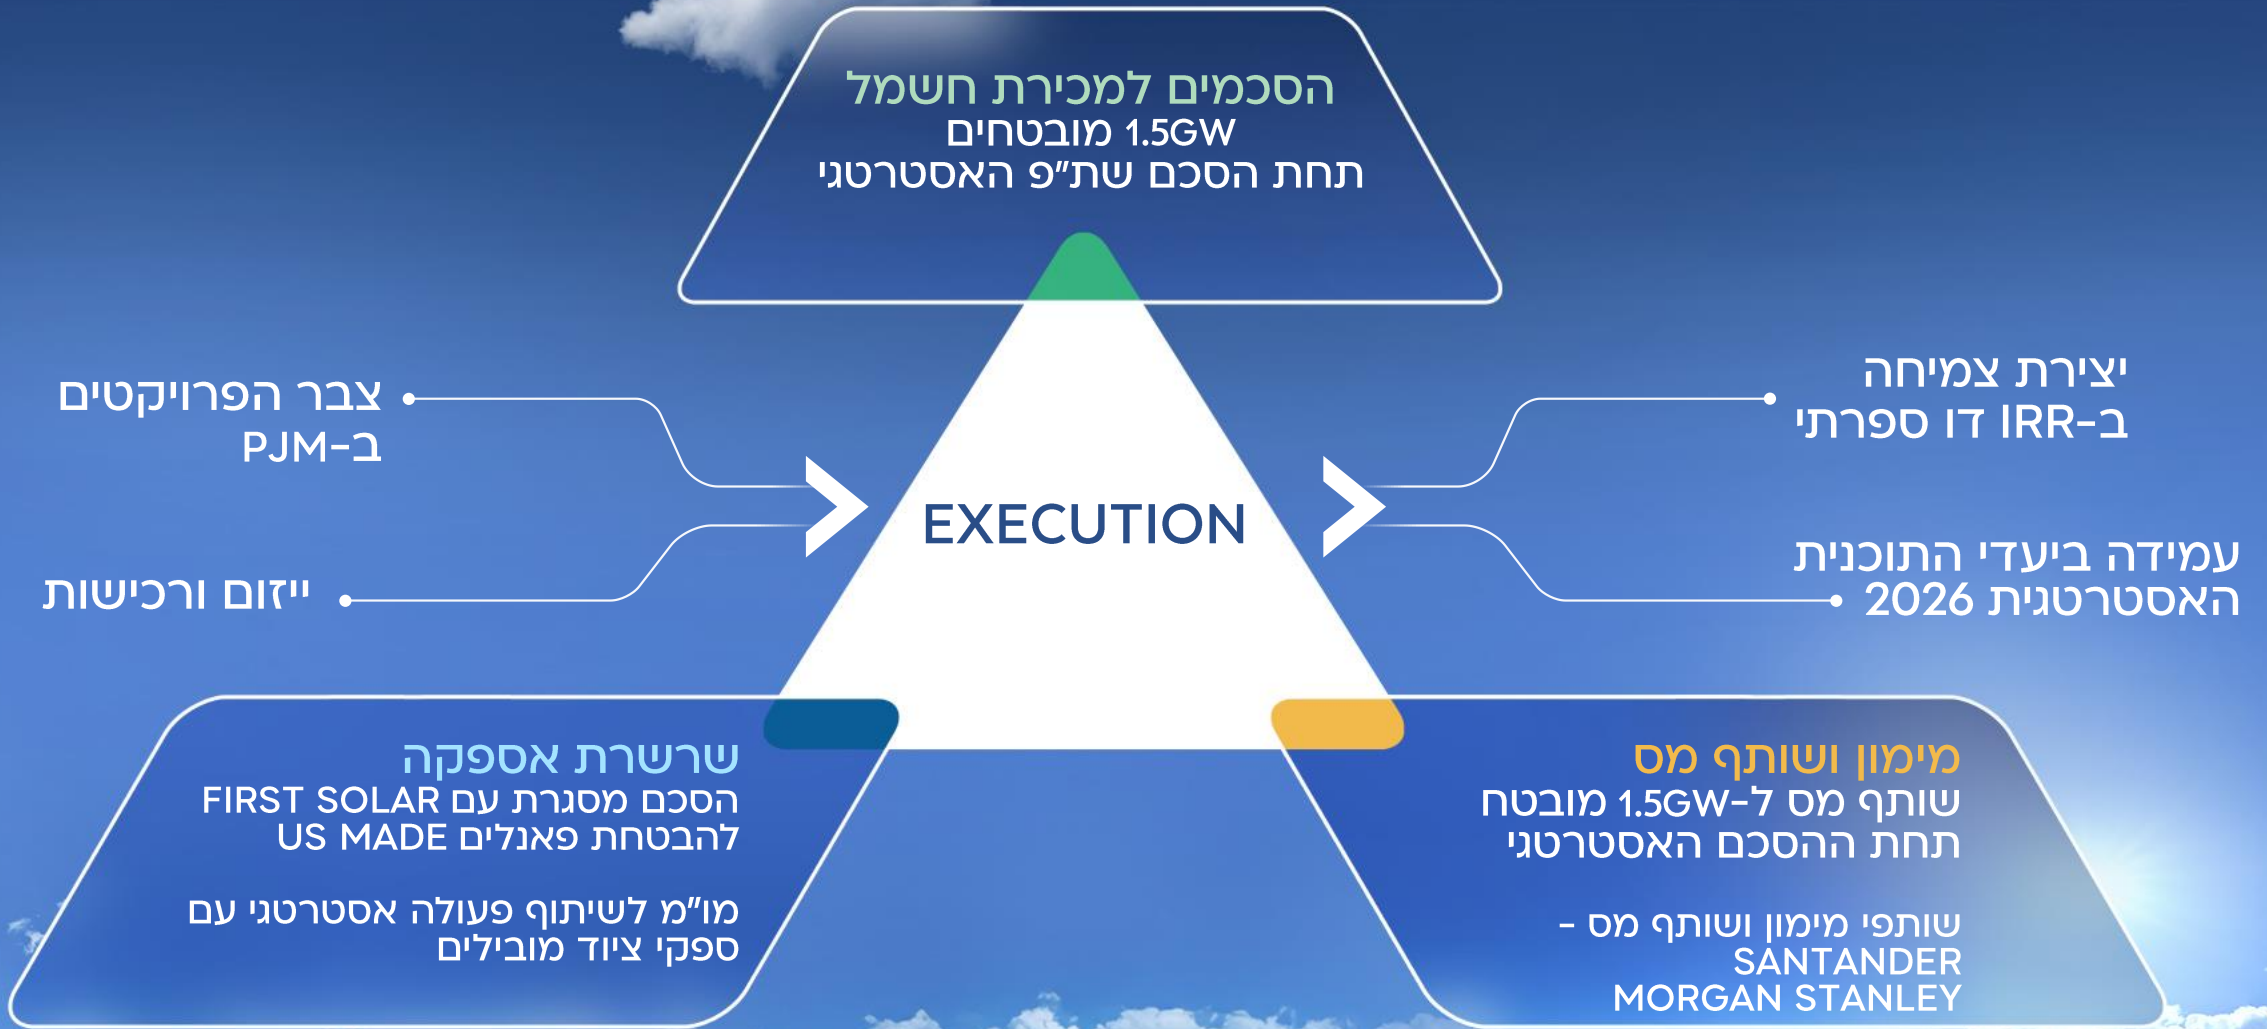 הסכמים למכירת חשמל
1.5GW מובטחים
תחת הסכם שת"פ האסטרטגי
יצירת צמיחה
ב-IRR דו ספרתי
עמידה ביעדי התוכנית
האסטרטגית 2026
EXECUTION
צבר הפרויקטים
ב-PJM
ייזום ורכישות
מימון ושותף מס
שותף מס ל-1.5GW מובטח
תחת ההסכם האסטרטגי
שותפי מימון ושותף מס -
SANTANDER
MORGAN STANLEY
שרשרת אספקה
הסכם מסגרת עם FIRST SOLAR
להבטחת פאנלים US MADE
מו"מ לשיתוף פעולה אסטרטגי עם
ספקי ציוד מובילים